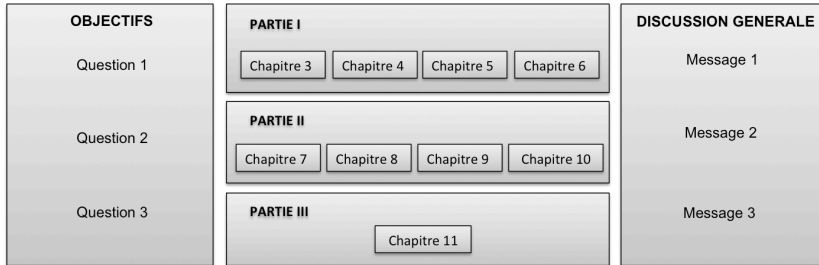 OBJECTIFS
Question 1
Question 2
Question 3
PARTIE I
Chapitre 3 Chapitre 4 Chapitre 5 Chapitre 6
PARTIE II
Chapitre 7 Chapitre 8 Chapitre 9 Chapitre 10
PARTIE III
Chapitre 11
DISCUSSION GENERALE
Message 1
Message 2
Message 3